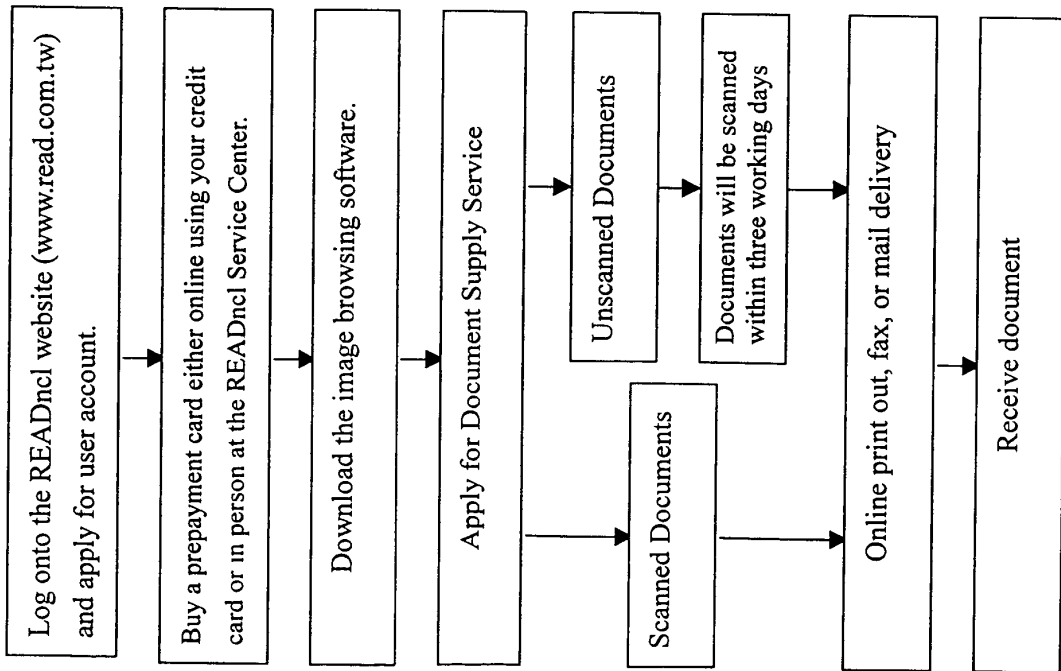 Log onto the READncl website (www.read.com.tw)
and apply for user account.
Buy a prepayment card either online using your credit
card or in person at the READncl Service Center.
Download the image browsing software.
Apply for Document Supply Service
Scanned Documents
Unscanned Documents
Documents will be scanned
within three working days
Online print out, fax, or mail delivery
Receive document